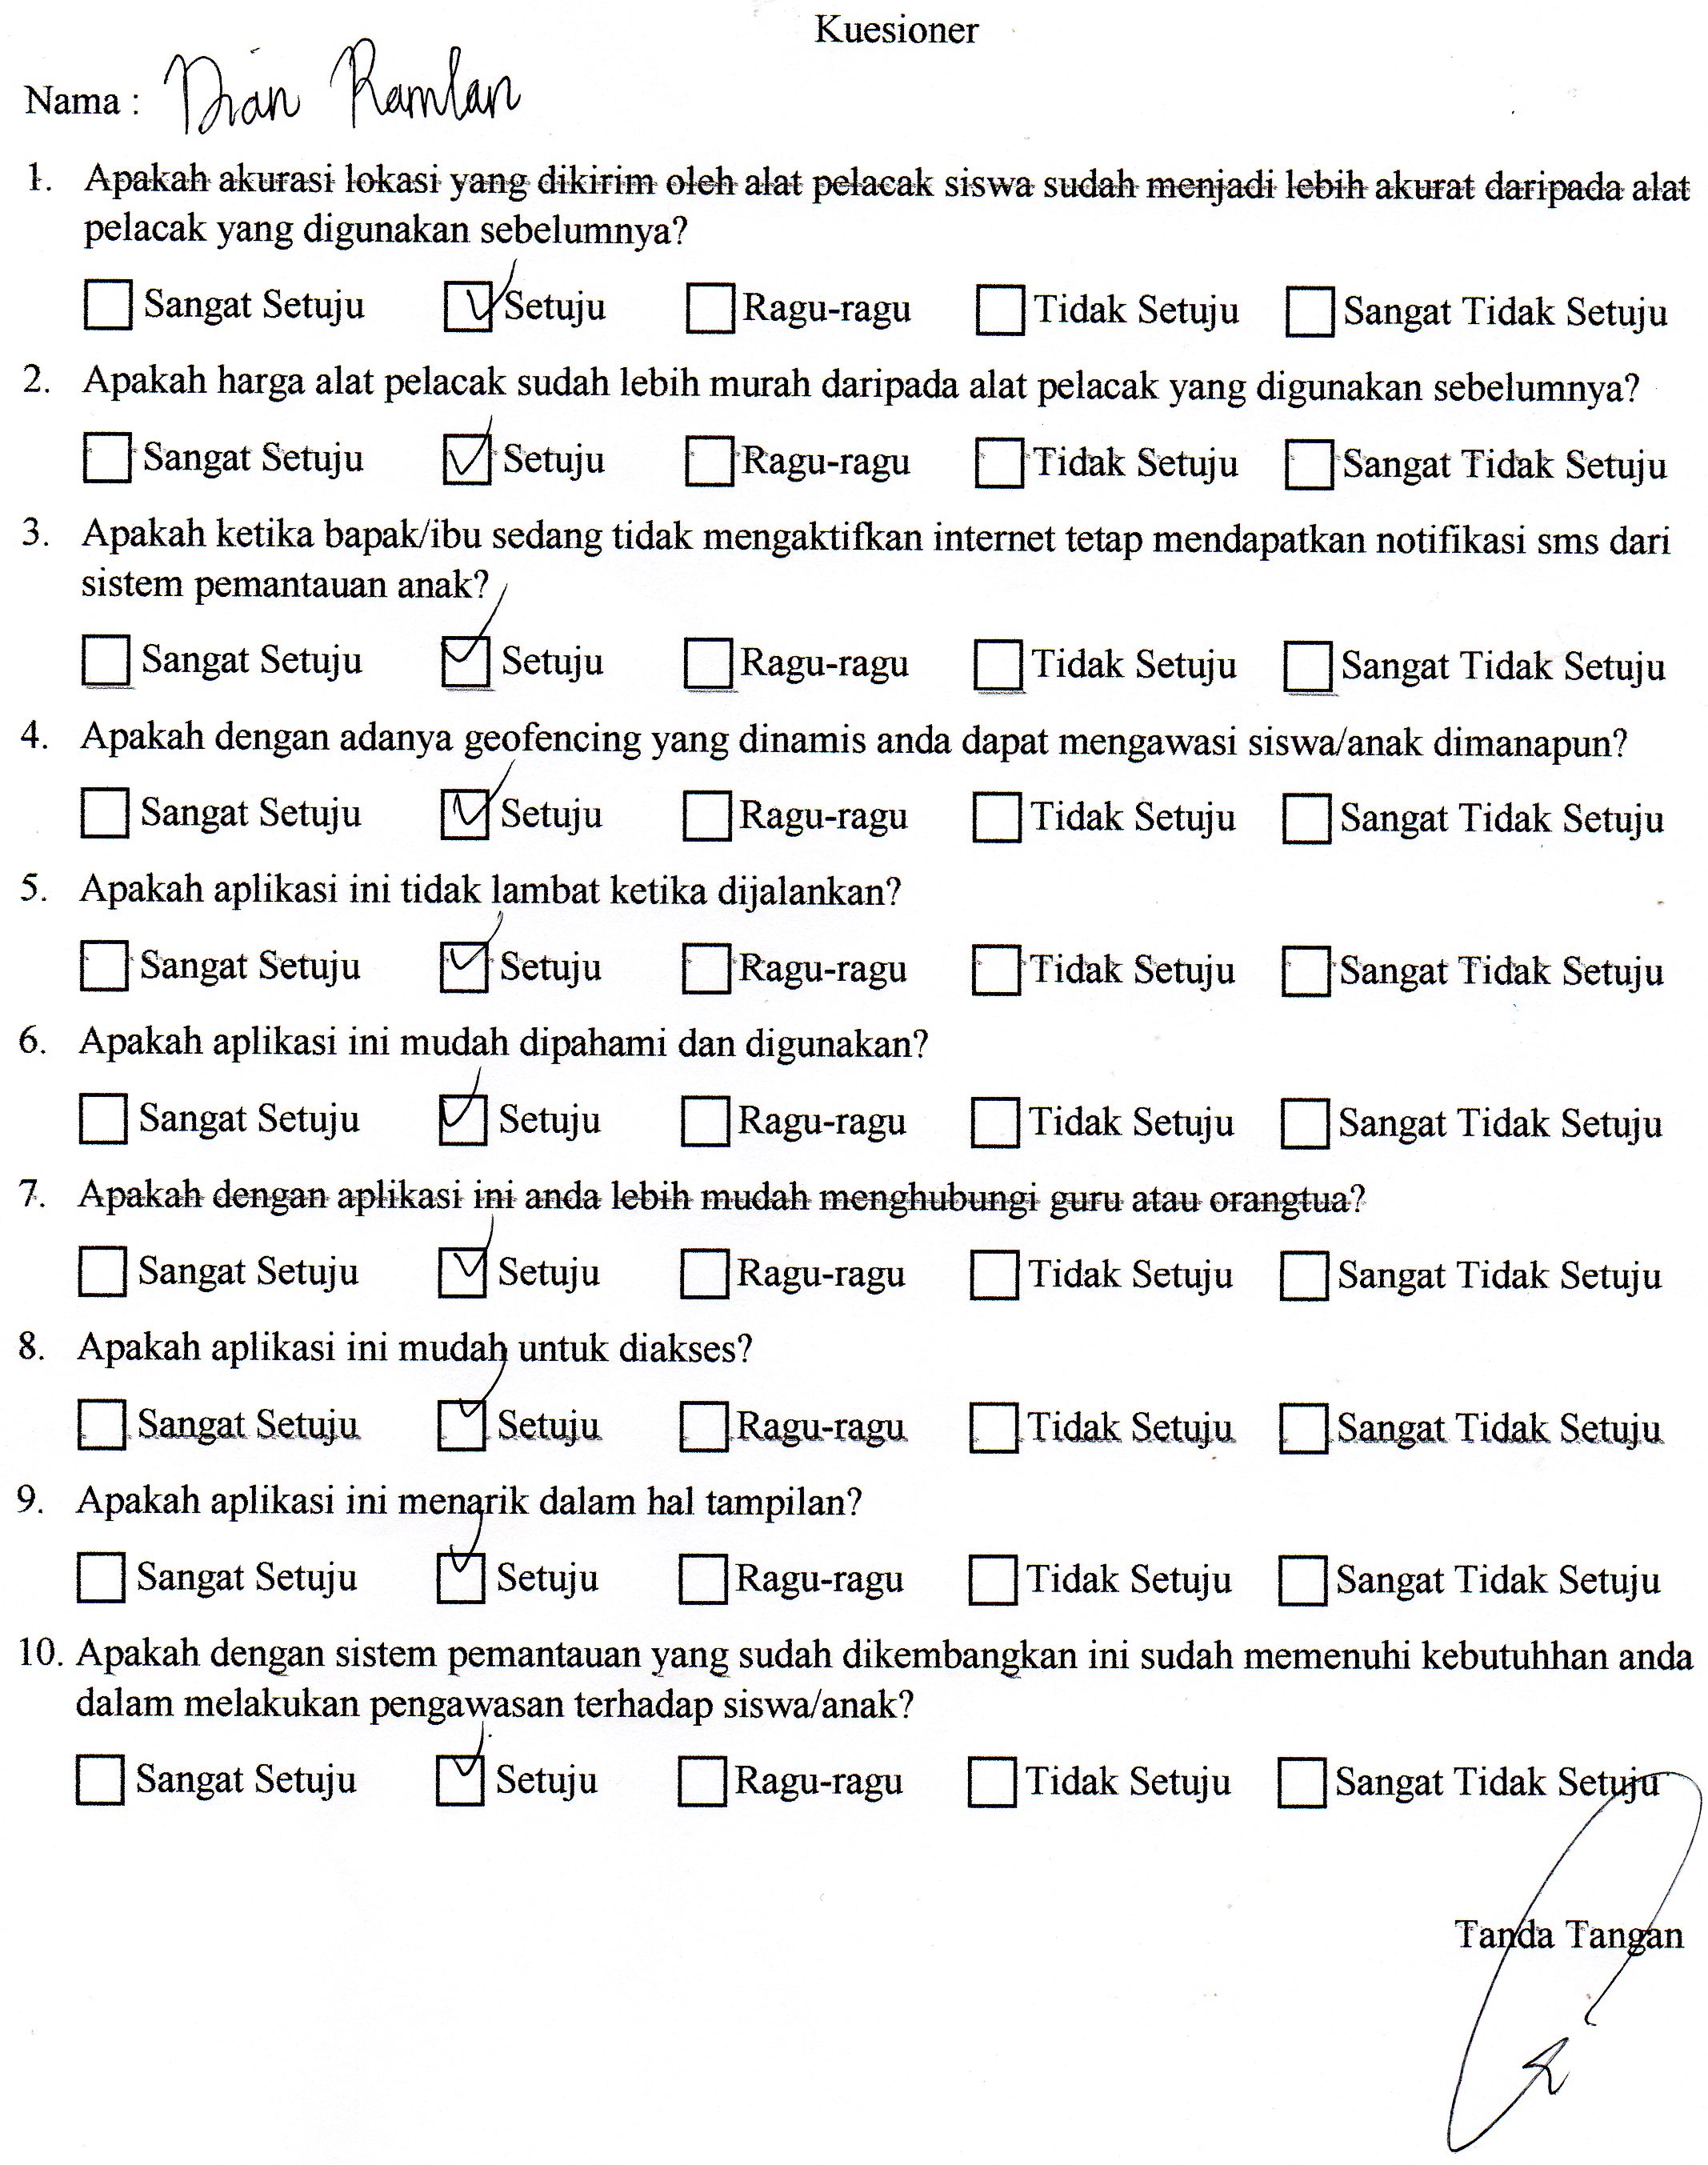 Kuesioner
Nama : Dian Ramlan
1. Apakah akurasi lokasi yang dikirim oleh alat pelacak siswa sudah menjadi lebih akurat daripada alat
pelacak yang digunakan sebelumnya?
Sangat Setuju Setuju Ragu-ragu Tidak Setuju Sangat Tidak Setuju
2. Apakah harga alat pelacak sudah lebih murah daripada alat pelacak yang digunakan sebelumnya?
Sangat Setuju Setuju Ragu-ragu Tidak Setuju Sangat Tidak Setuju
3. Apakah ketika bapak/ibu sedang tidak mengaktifkan internet tetap mendapatkan notifikasi sms dari
sistem pemantauan anak?
Sangat Setuju Setuju Ragu-ragu Tidak Setuju Sangat Tidak Setuju
4. Apakah dengan adanya geofencing yang dinamis anda dapat mengawasi siswa/anak dimanapun?
Sangat Setuju Setuju Ragu-ragu Tidak Setuju Sangat Tidak Setuju
5. Apakah aplikasi ini tidak lambat ketika dijalankan?
Sangat Setuju Setuju Ragu-ragu Tidak Setuju Sangat Tidak Setuju
6. Apakah aplikasi ini mudah dipahami dan digunakan?
Sangat Setuju Setuju Ragu-ragu Tidak Setuju Sangat Tidak Setuju
7. Apakah dengan aplikasi ini anda lebih mudah menghubungi guru atau orangtua?
Sangat Setuju Setuju Ragu-ragu Tidak Setuju Sangat Tidak Setuju
8. Apakah aplikasi ini mudah untuk diakses?
Sangat Setuju Setuju Ragu-ragu Tidak Setuju Sangat Tidak Setuju
9. Apakah aplikasi ini menarik dalam hal tampilan?
Sangat Setuju Setuju Ragu-ragu Tidak Setuju Sangat Tidak Setuju
10. Apakah dengan sistem pemantauan yang sudah dikembangkan ini sudah memenuhi kebutuhhan anda
dalam melakukan pengawasan terhadap siswa/anak?
Sangat Setuju Setuju Ragu-ragu Tidak Setuju Sangat Tidak Setuju
Tanda Tangan